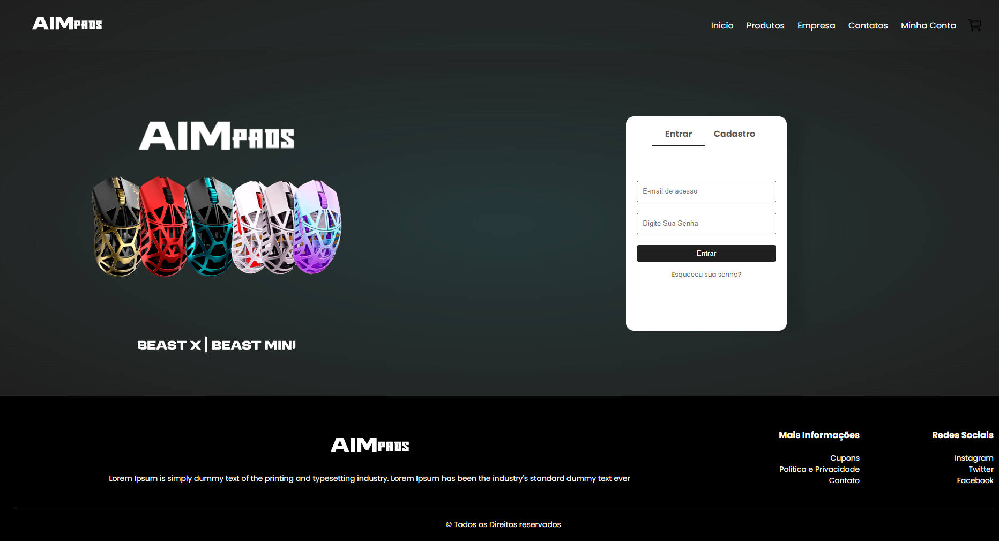 AIMPADS
Inicio Produtos Empresa Contatos Minha Conta
AIMPADS
BEAST X | BEAST MINI
Entrar Cadastro
E-mail de acesso
Digite Sua Senha
Entrar
Esqueceu sua senha?
AIMPADS
Lorem Ipsum is simply dummy text of the printing and typesetting industry. Lorem Ipsum has been the industry's standard dummy text ever
Mais Informações
Cupons
Política e Privacidade
Contato
Redes Sociais
Instagram
Twitter
Facebook
© Todos os Direitos reservados